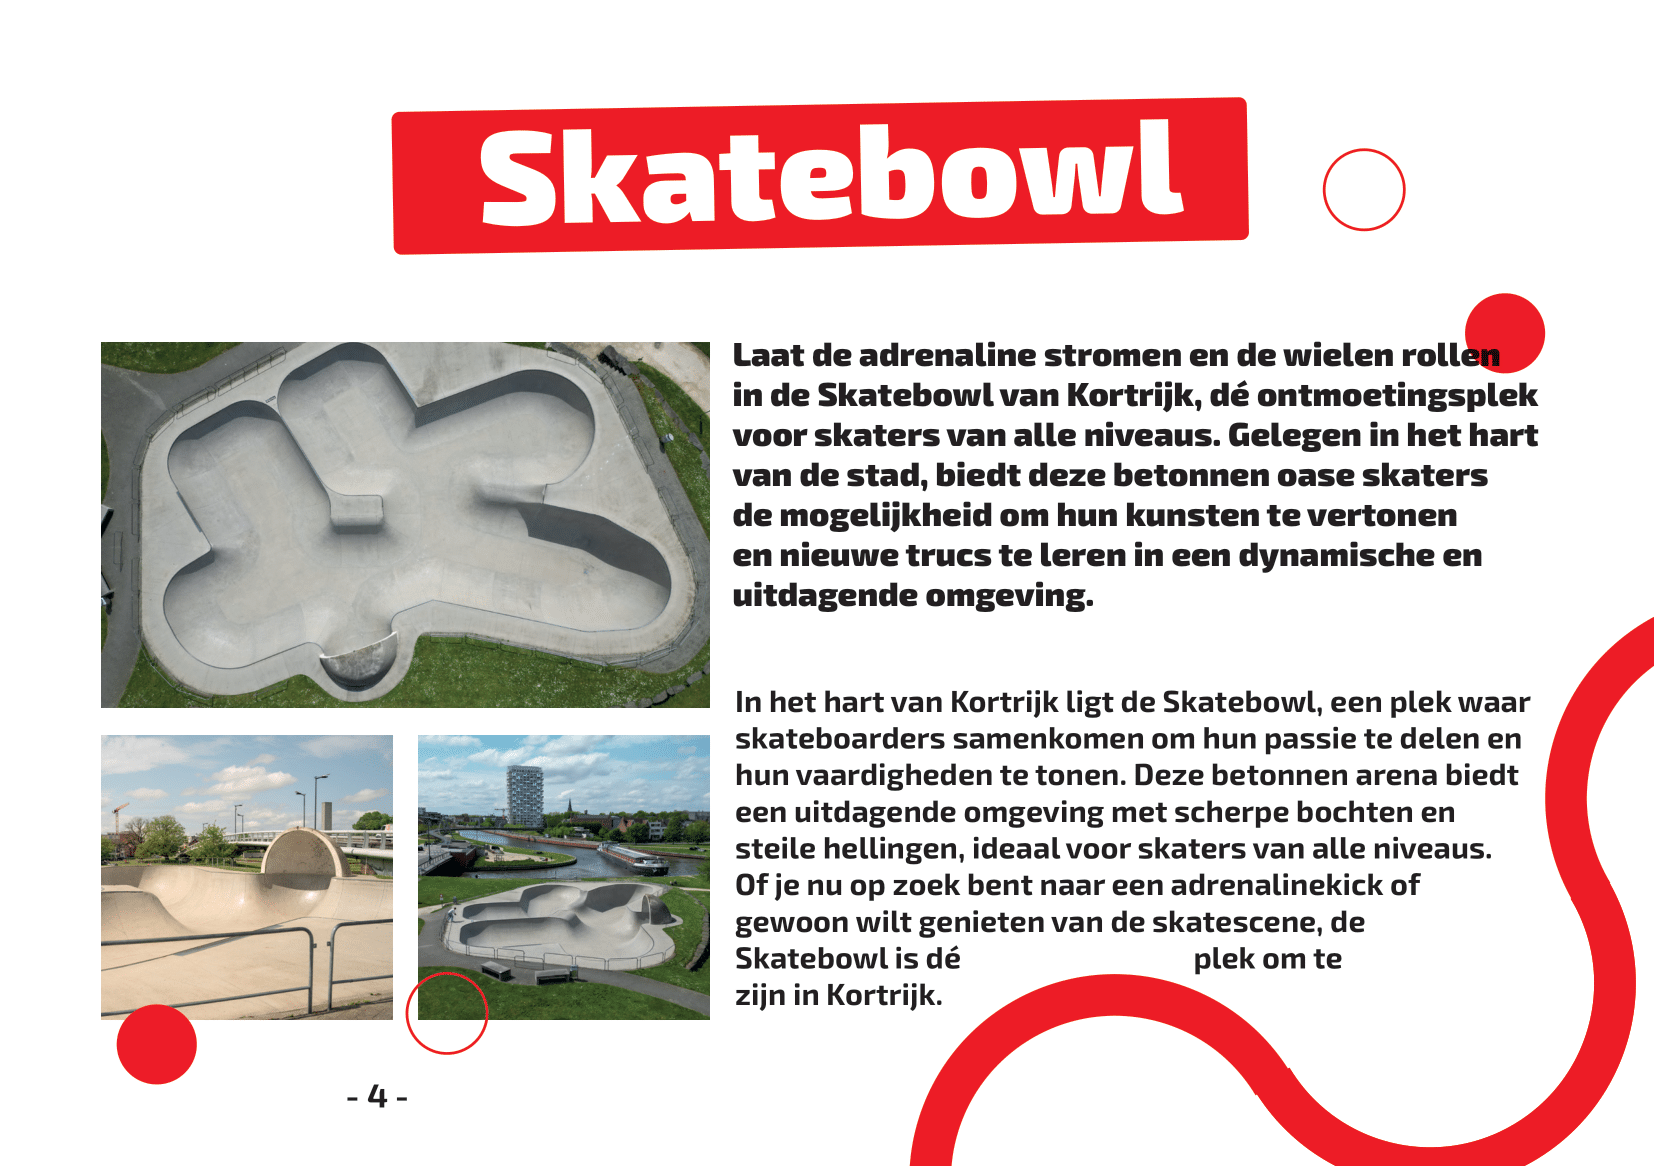 Skatebowl
Laat de adrenaline stromen en de wielen rollen
in de Skatebowl van Kortrijk, dé ontmoetingsplek
voor skaters van alle niveaus. Gelegen in het hart
van de stad, biedt deze betonnen oase skaters
de mogelijkheid om hun kunsten te vertonen
en nieuwe trucs te leren in een dynamische en
uitdagende omgeving.
In het hart van Kortrijk ligt de Skatebowl, een plek waar
skateboarders samenkomen om hun passie te delen en
hun vaardigheden te tonen. Deze betonnen arena biedt
een uitdagende omgeving met scherpe bochten en
steile hellingen, ideaal voor skaters van alle niveaus.
Of je nu op zoek bent naar een adrenalinekick of
gewoon wilt genieten van de skatescene, de
Skatebowl is dé plek om te
zijn in Kortrijk.
- 4 -